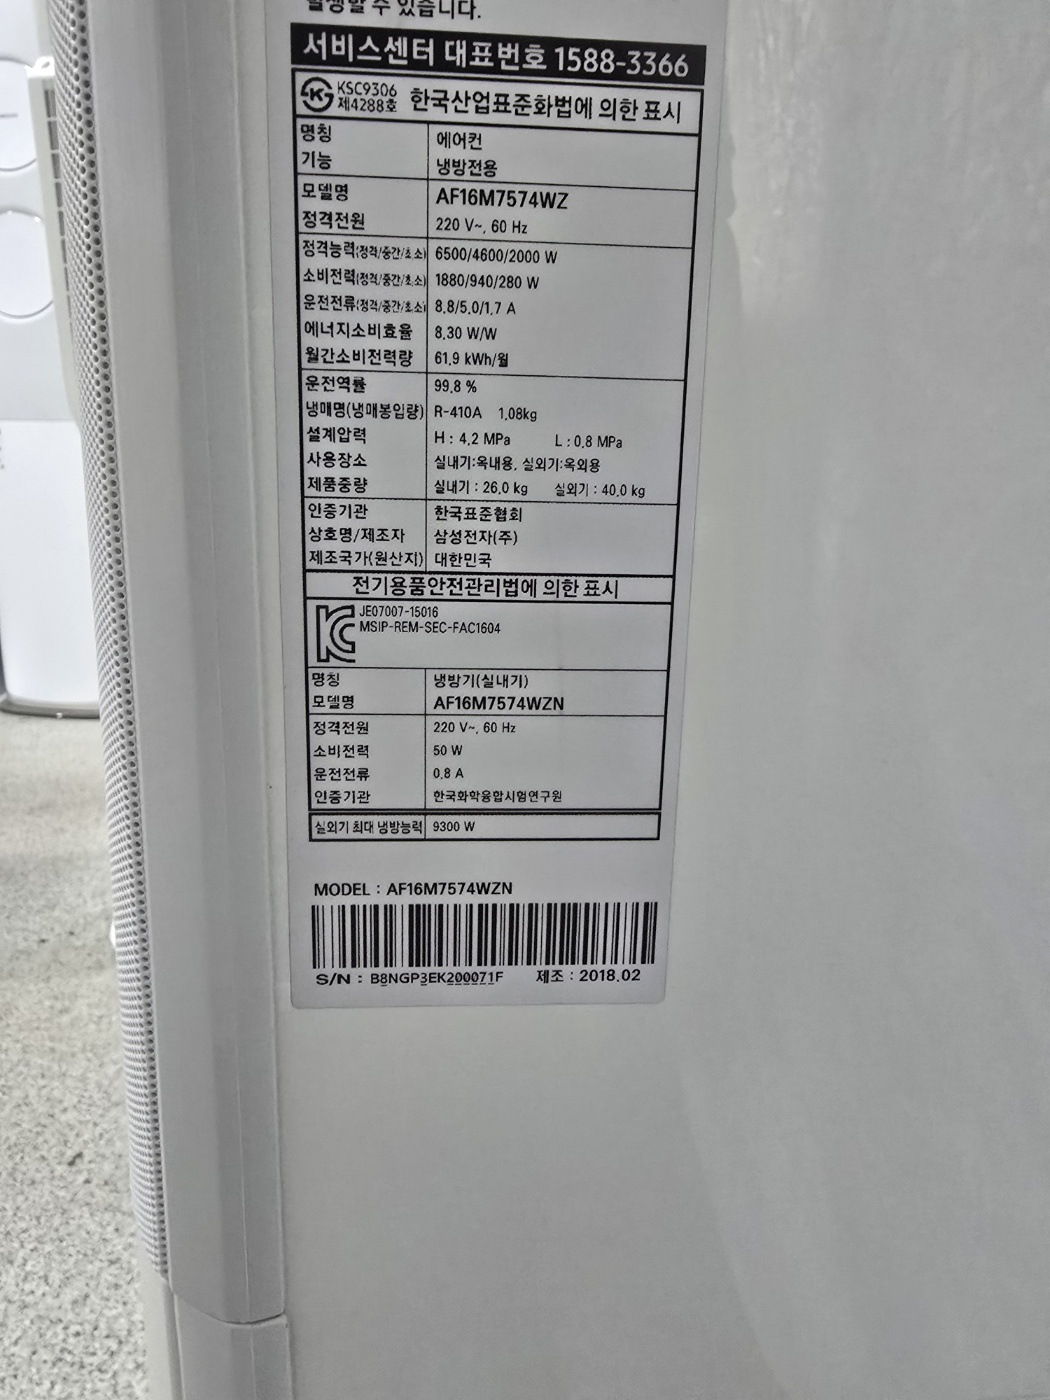 발생할 수 있습니다.
서비스센터 대표번호 1588-3366
KSC9306
제4288호 한국산업표준화법에 의한 표시
명칭 에어컨
기능 냉방전용
모델명 AF16M7574WZ
정격전원 220 V~, 60 Hz
정격능력(정격/중간/최소) 6500/4600/2000 W
소비전력(정격/중간/최소) 1880/940/280 W
운전전류(정격/중간/최소) 8.8/5.0/1.7 A
에너지소비효율 8.30 W/W
월간소비전력량 61.9 kWh/월
운전역률 99.8 %
냉매명(냉매봉입량) R-410A 1.08kg
설계압력 H : 4.2 MPa L : 0.8 MPa
사용장소 실내기:옥내용, 실외기:옥외용
제품중량 실내기 : 26.0 kg 실외기 : 40.0 kg
인증기관 한국표준협회
상호명/제조자 삼성전자(주)
제조국가(원산지) 대한민국
전기용품안전관리법에 의한 표시
JE07007-15016
MSIP-REM-SEC-FAC1604
명칭 냉방기(실내기)
모델명 AF16M7574WZN
정격전원 220 V~, 60 Hz
소비전력 50 W
운전전류 0.8 A
인증기관 한국화학융합시험연구원
실외기 최대 냉방능력 9300 W
MODEL : AF16M7574WZN
S/N : B8NGP3EK200071F 제조 : 2018.02